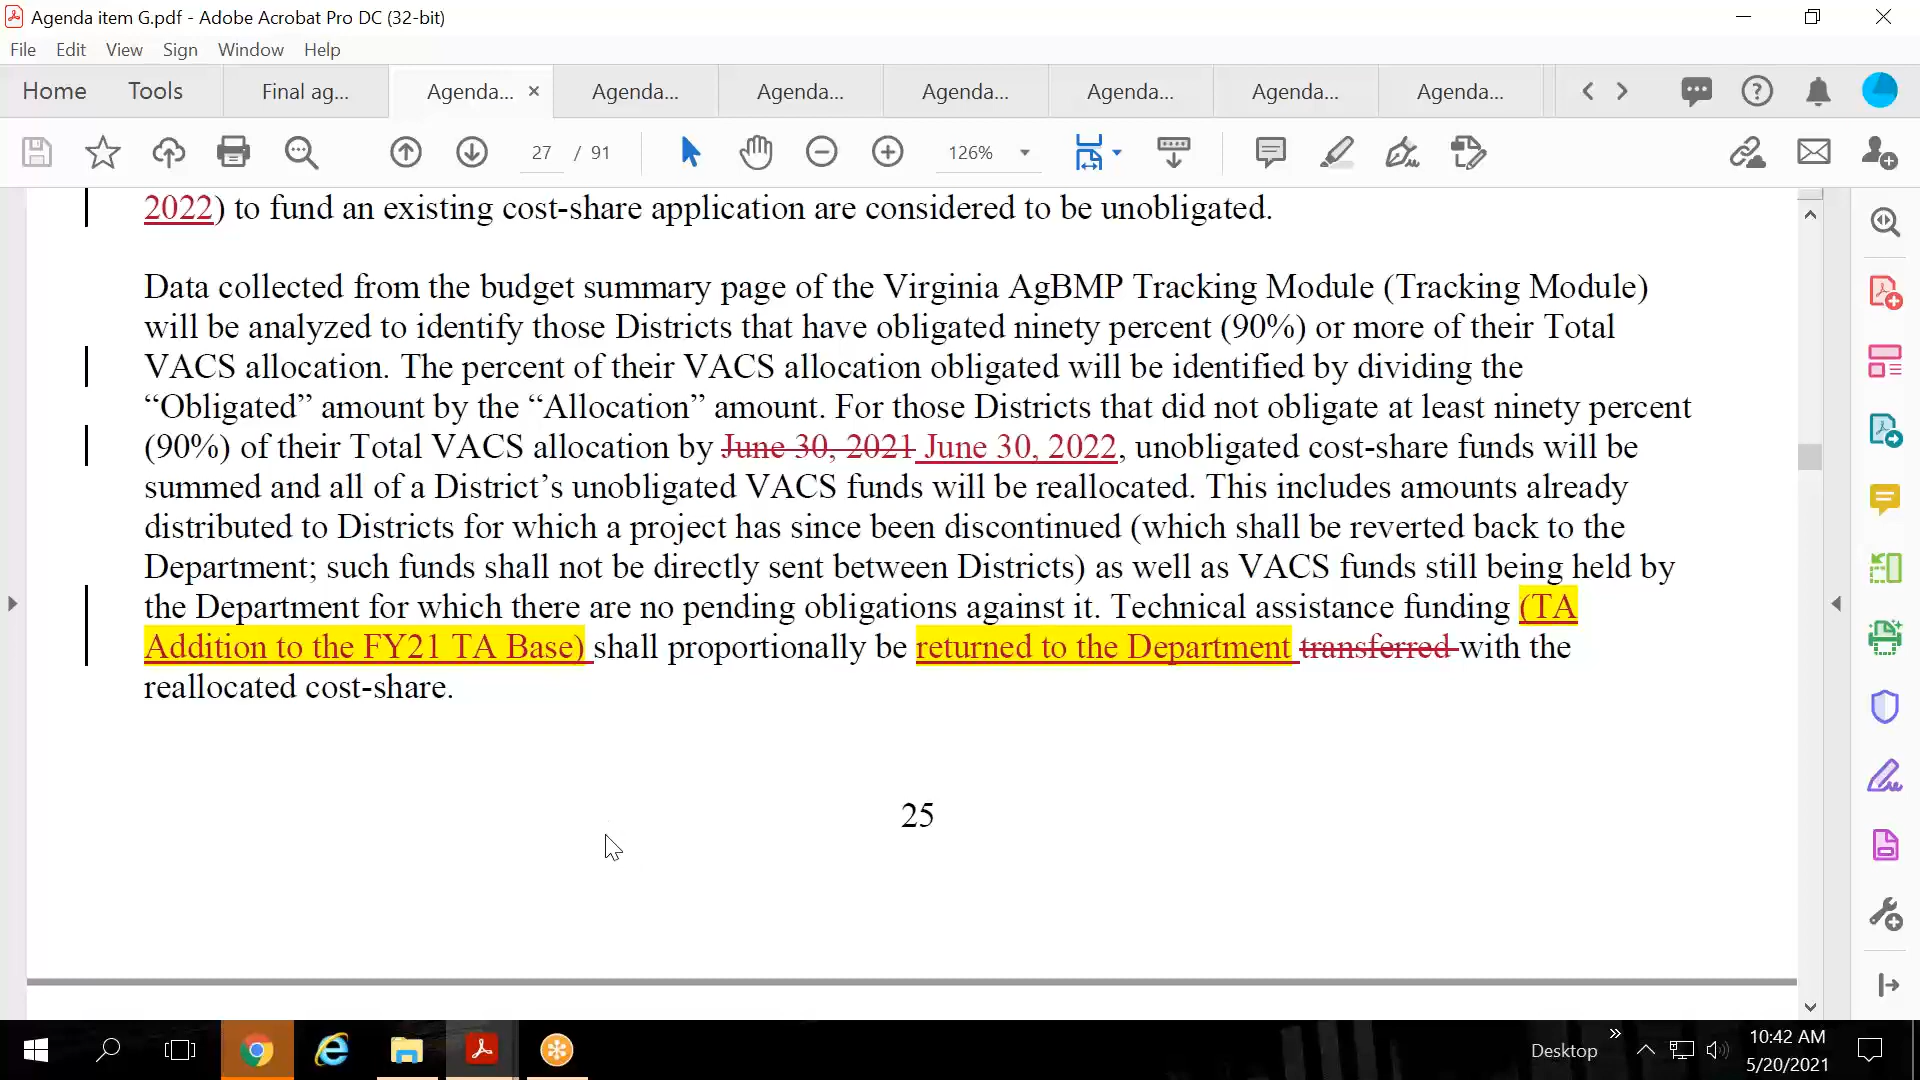 Agenda item G.pdf - Adobe Acrobat Pro DC (32-bit)
File Edit View Sign Window Help
Home Tools Final ag... Agenda... × Agenda... Agenda... Agenda... Agenda... Agenda... Agenda...
27 / 91 126%
2022) to fund an existing cost-share application are considered to be unobligated.
Data collected from the budget summary page of the Virginia AgBMP Tracking Module (Tracking Module)
will be analyzed to identify those Districts that have obligated ninety percent (90%) or more of their Total
VACS allocation. The percent of their VACS allocation obligated will be identified by dividing the
“Obligated” amount by the “Allocation” amount. For those Districts that did not obligate at least ninety percent
(90%) of their Total VACS allocation by June 30, 2021 June 30, 2022, unobligated cost-share funds will be
summed and all of a District’s unobligated VACS funds will be reallocated. This includes amounts already
distributed to Districts for which a project has since been discontinued (which shall be reverted back to the
Department; such funds shall not be directly sent between Districts) as well as VACS funds still being held by
the Department for which there are no pending obligations against it. Technical assistance funding (TA
Addition to the FY21 TA Base) shall proportionally be returned to the Department transferred with the
reallocated cost-share.
25
Desktop
10:42 AM
5/20/2021